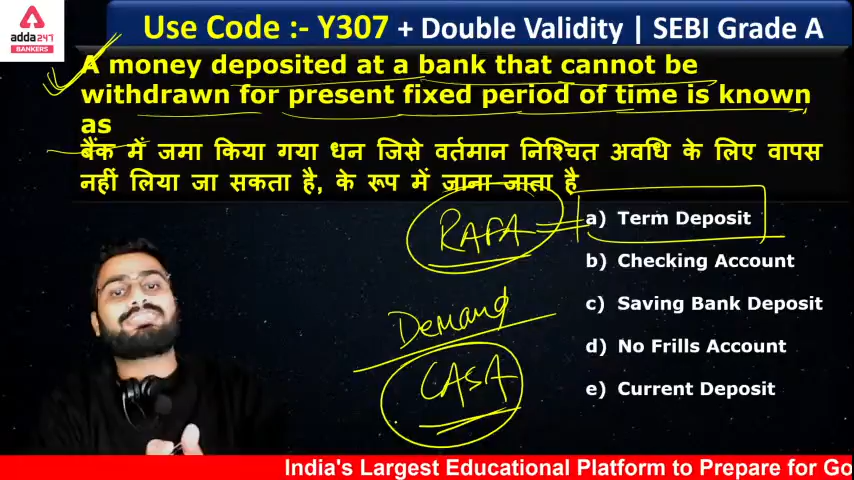 adda247
BANKERS
Use Code :- Y307 + Double Validity | SEBI Grade A
A money deposited at a bank that cannot be
withdrawn for present fixed period of time is known
as
बैंक में जमा किया गया धन जिसे वर्तमान निश्चित अवधि के लिए वापस
नहीं लिया जा सकता है, के रूप में जाना जाता है
RAFA
a) Term Deposit
b) Checking Account
Demand
c) Saving Bank Deposit
d) No Frills Account
CASA
e) Current Deposit
India's Largest Educational Platform to Prepare for Go